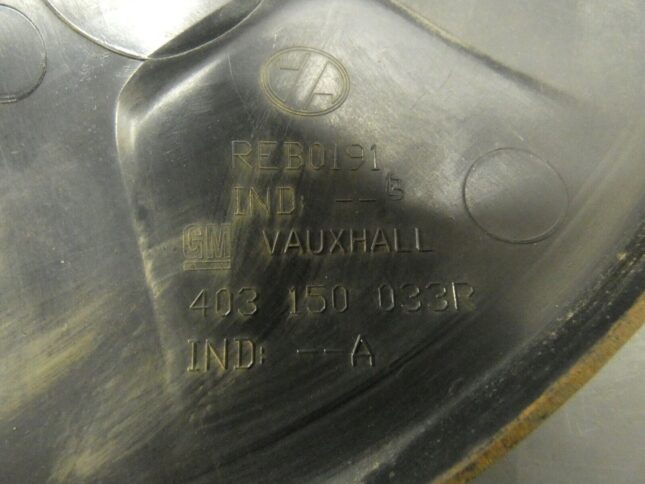 REB0191
IND: --B
GM VAUXHALL
403 150 033R
IND: --A